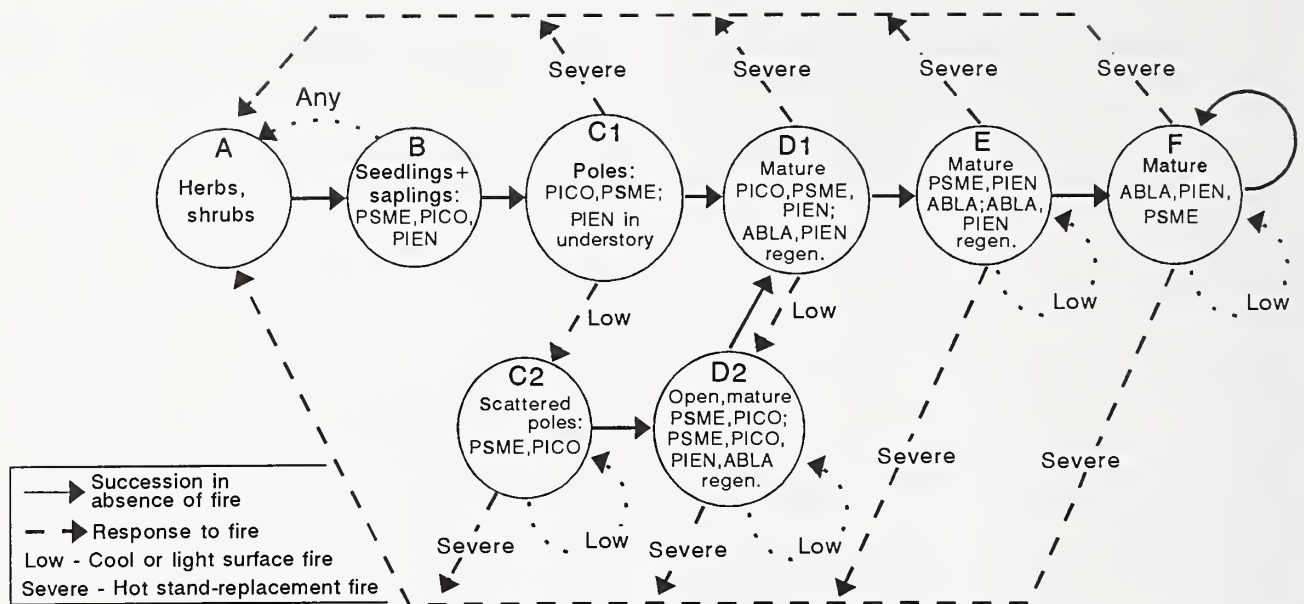 Severe
Severe
Severe
Severe
Any
A
Herbs,
shrubs
B
Seedlings+
saplings:
PSME,PICO,
PIEN
C1
Poles:
PICO,PSME;
PIEN in
understory
D1
Mature
PICO,PSME,
PIEN;
ABLA,PIEN
regen.
E
Mature
PSME,PIEN
ABLA;ABLA,
PIEN
regen.
F
Mature
ABLA,PIEN,
PSME
Low
Low
Low
Low
C2
Scattered
poles:
PSME,PICO
D2
Open,mature
PSME,PICO;
PSME,PICO,
PIEN,ABLA
regen.
Severe
Severe
Severe
Low
Severe
Low
Succession in
absence of fire
Response to fire
Low - Cool or light surface fire
Severe - Hot stand-replacement fire